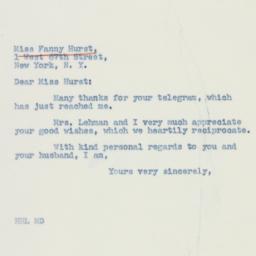 Miss Fanny Hurst,
1 West 67th Street,
New York, N. Y.
Dear Miss Hurst:
Many thanks for your telegram, which
has just reached me.
Mrs. Lehman and I very much appreciate
your good wishes, which we heartily reciprocate.
With kind personal regards to you and
your husband, I am,
Yours very sincerely,
HHL MD